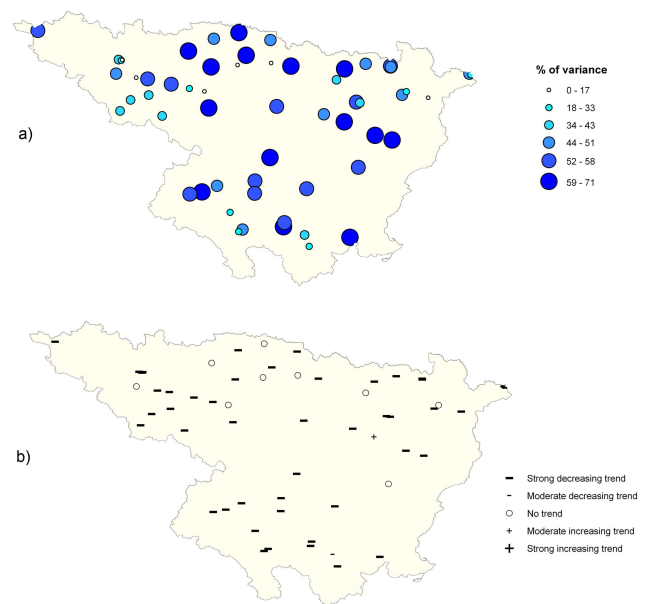 % of variance
0 - 17
18 - 33
34 - 43
44 - 51
52 - 58
59 - 71
a)
b)
Strong decreasing trend
Moderate decreasing trend
No trend
Moderate increasing trend
Strong increasing trend